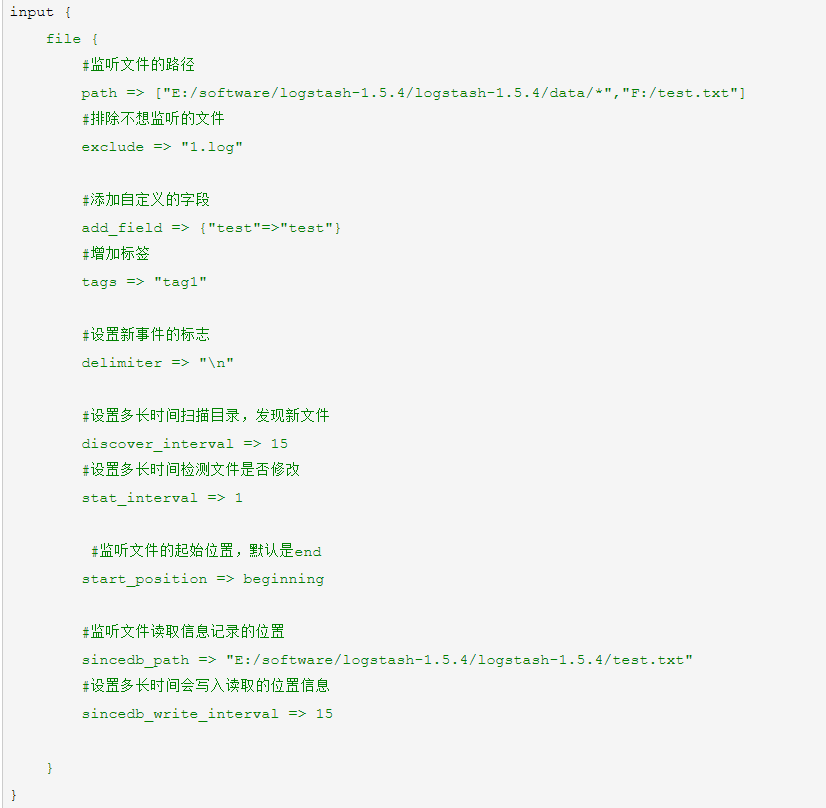 input {
    file {
        #监听文件的路径
        path => ["E:/software/logstash-1.5.4/logstash-1.5.4/data/*","F:/test.txt"]
        #排除不想监听的文件
        exclude => "1.log"

        #添加自定义的字段
        add_field => {"test"=>"test"}
        #增加标签
        tags => "tag1"

        #设置新事件的标志
        delimiter => "\n"

        #设置多长时间扫描目录，发现新文件
        discover_interval => 15
        #设置多长时间检测文件是否修改
        stat_interval => 1

         #监听文件的起始位置，默认是end
        start_position => beginning

        #监听文件读取信息记录的位置
        sincedb_path => "E:/software/logstash-1.5.4/logstash-1.5.4/test.txt"
        #设置多长时间会写入读取的位置信息
        sincedb_write_interval => 15

    }
}